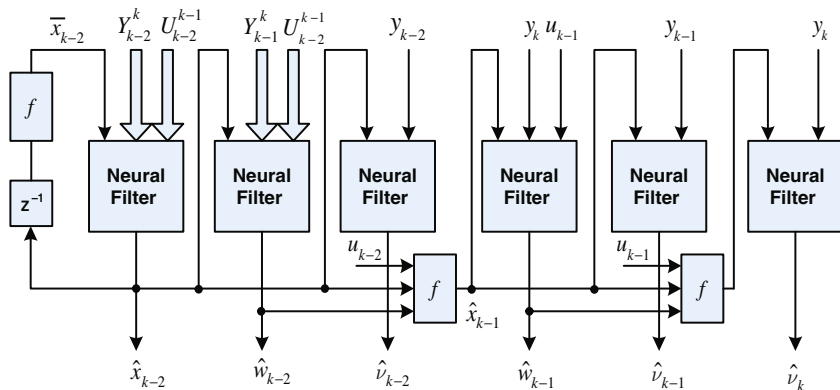 x̅_{k-2} Y^{k}_{k-2} U^{k-1}_{k-2} Y^{k}_{k-1} U^{k-1}_{k-2} y_{k-2} y_k u_{k-1} y_{k-1} y_k
f
Neural Filter
Neural Filter
Neural Filter
Neural Filter
Neural Filter
Neural Filter
z⁻¹
u_{k-2}
f
x̂_{k-1}
u_{k-1}
f
x̂_{k-2} ŵ_{k-2} ν̂_{k-2} ŵ_{k-1} ν̂_{k-1} ν̂_k